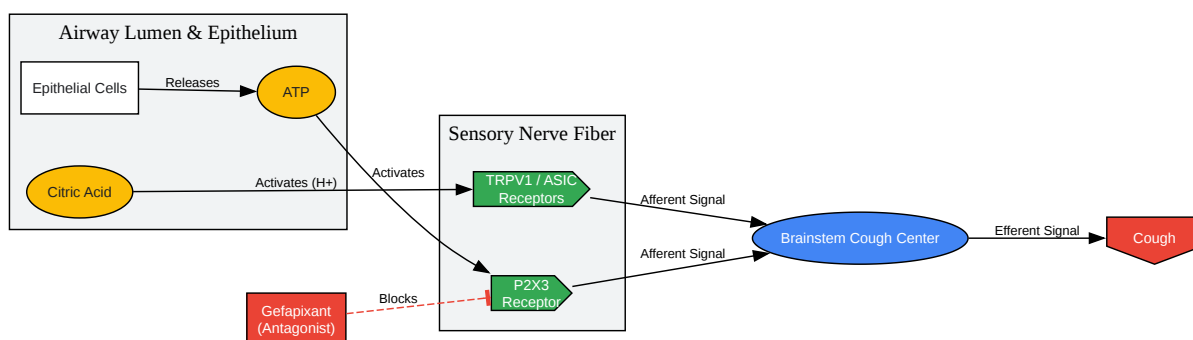 Airway Lumen & Epithelium
Epithelial Cells
Releases
ATP
Citric Acid
Activates (H+)
Activates
Sensory Nerve Fiber
TRPV1 / ASIC
Receptors
P2X3
Receptor
Gefapixant
(Antagonist)
Blocks
Afferent Signal
Afferent Signal
Brainstem Cough Center
Efferent Signal
Cough